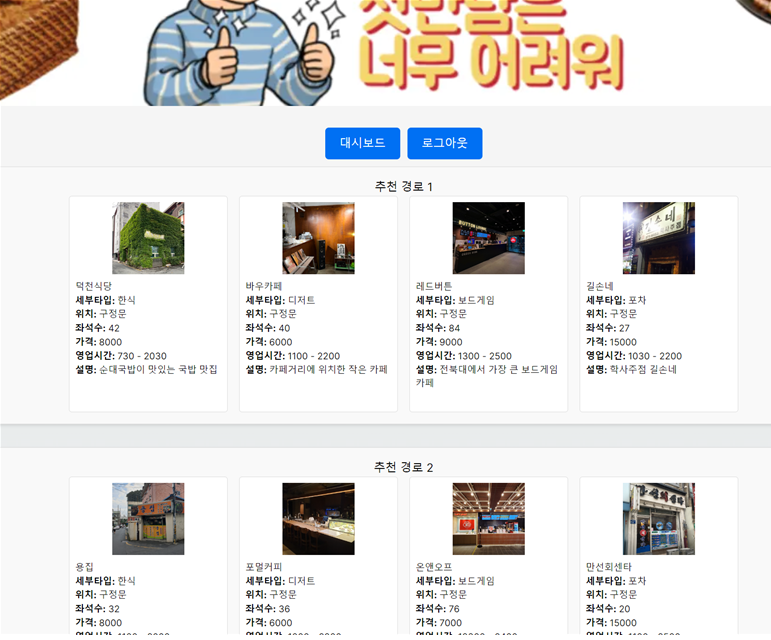 첫만남은
너무 어려워
대시보드
로그아웃
추천 경로 1
덕천식당
세부타입: 한식
위치: 구정문
좌석수: 42
가격: 8000
영업시간: 730 - 2030
설명: 순대국밥이 맛있는 국밥 맛집
바우카페
세부타입: 디저트
위치: 구정문
좌석수: 40
가격: 6000
영업시간: 1100 - 2200
설명: 카페거리에 위치한 작은 카페
레드버튼
세부타입: 보드게임
위치: 구정문
좌석수: 84
가격: 9000
영업시간: 1300 - 2500
설명: 전북대에서 가장 큰 보드게임
카페
길손네
세부타입: 포차
위치: 구정문
좌석수: 27
가격: 15000
영업시간: 1030 - 2200
설명: 학사주점 길손네
추천 경로 2
용집
세부타입: 한식
위치: 구정문
좌석수: 32
가격: 8000
포멀커피
세부타입: 디저트
위치: 구정문
좌석수: 36
가격: 6000
온앤오프
세부타입: 보드게임
위치: 구정문
좌석수: 76
가격: 7000
만선회센타
세부타입: 포차
위치: 구정문
좌석수: 20
가격: 15000